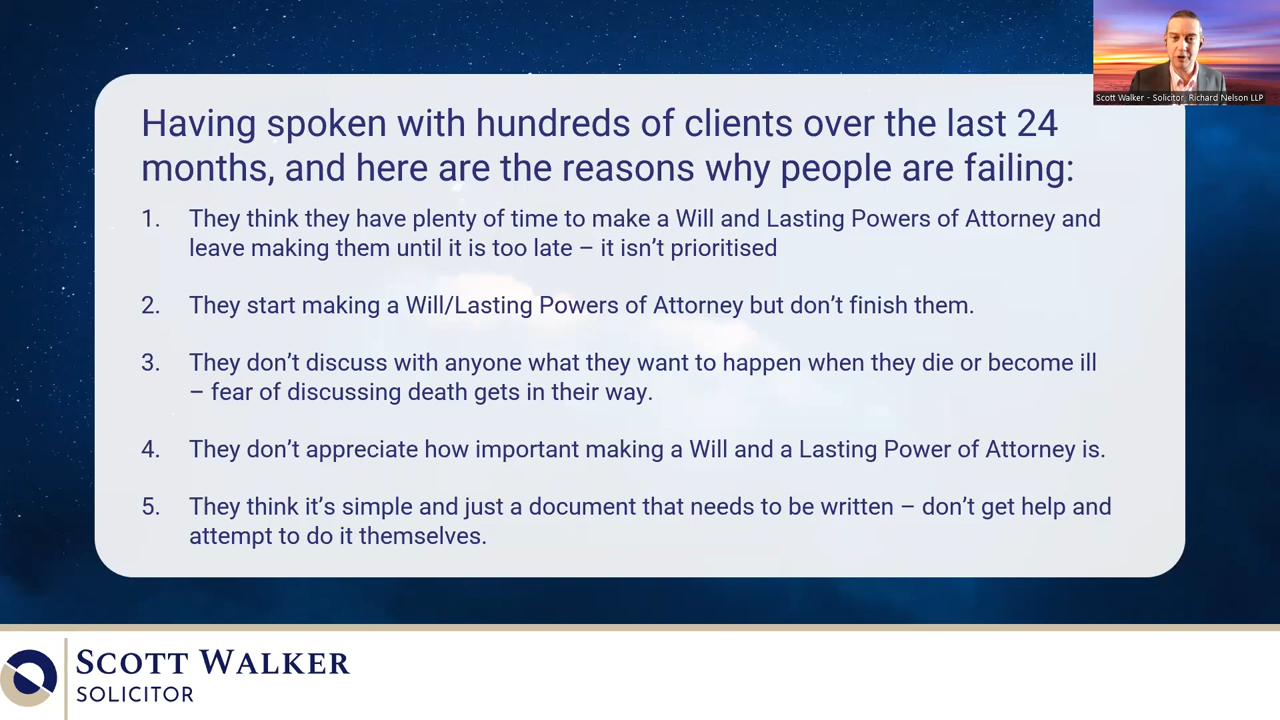 Scott Walker - Solicitor, Richard Nelson LLP
Having spoken with hundreds of clients over the last 24
months, and here are the reasons why people are failing:
1. They think they have plenty of time to make a Will and Lasting Powers of Attorney and
leave making them until it is too late – it isn’t prioritised
2. They start making a Will/Lasting Powers of Attorney but don’t finish them.
3. They don’t discuss with anyone what they want to happen when they die or become ill
– fear of discussing death gets in their way.
4. They don’t appreciate how important making a Will and a Lasting Power of Attorney is.
5. They think it’s simple and just a document that needs to be written – don’t get help and
attempt to do it themselves.
SCOTT WALKER
SOLICITOR